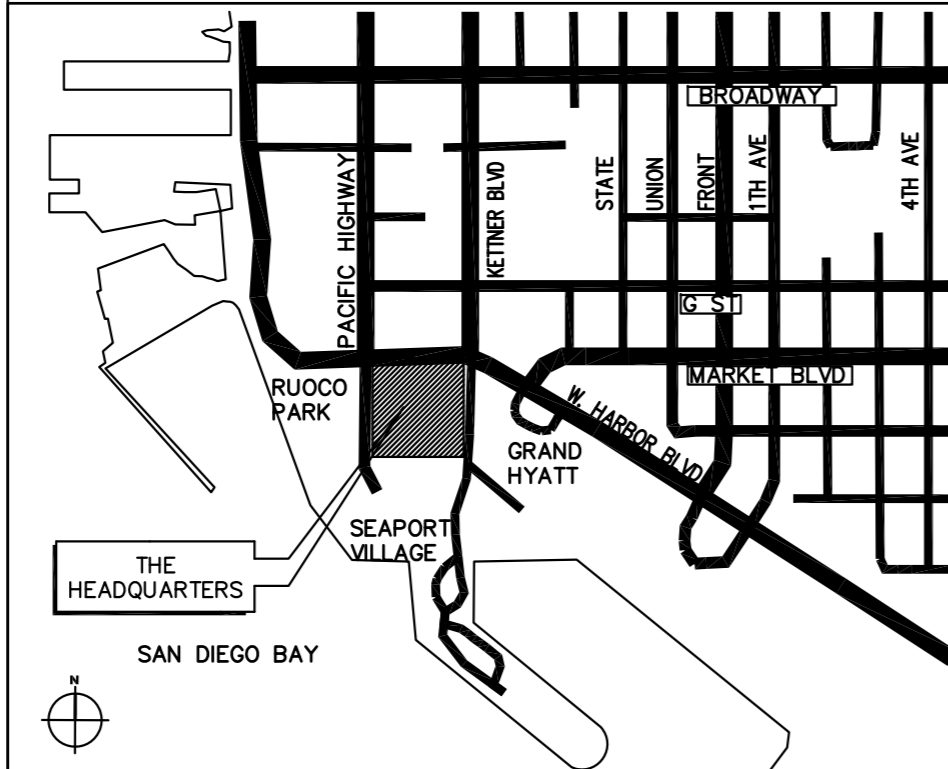 BROADWAY
PACIFIC HIGHWAY
KETTNER BLVD
STATE
UNION
FRONT
1TH AVE
4TH AVE
G ST
MARKET BLVD
RUOCO
PARK
W. HARBOR BLVD
GRAND
HYATT
SEAPORT
VILLAGE
THE
HEADQUARTERS
SAN DIEGO BAY
N